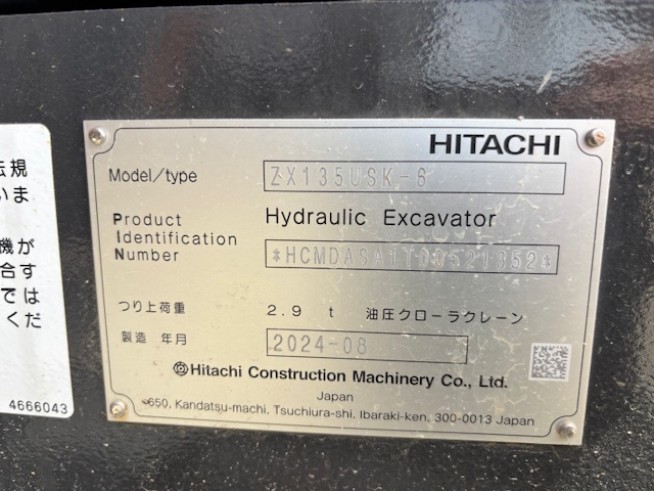 HITACHI
Model/type ZX135USK-6
Product Identification Number
Hydraulic Excavator
つり上荷重 2.9 t 油圧クローラクレーン
製造 年月 2024-08
Hitachi Construction Machinery Co., Ltd.
Japan
650, Kandatsu-machi, Tsuchiura-shi, Ibaraki-ken, 300-0013 Japan
法規
いま
機が
合す
では
くだ
4666043